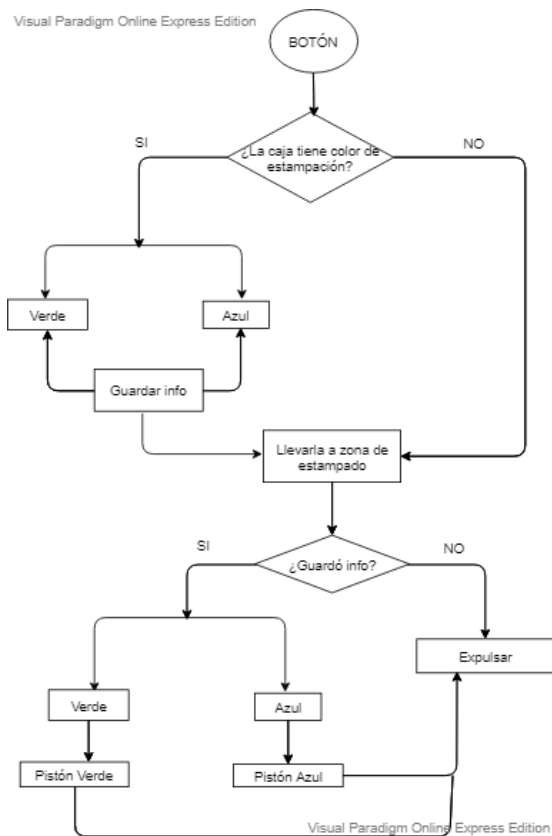 Visual Paradigm Online Express Edition
BOTÓN
¿La caja tiene color de
estampación?
SI
NO
Verde
Azul
Guardar info
Llevarla a zona de
estampado
¿Guardó info?
SI
NO
Expulsar
Verde
Azul
Pistón Verde
Pistón Azul
Visual Paradigm Online Express Edition